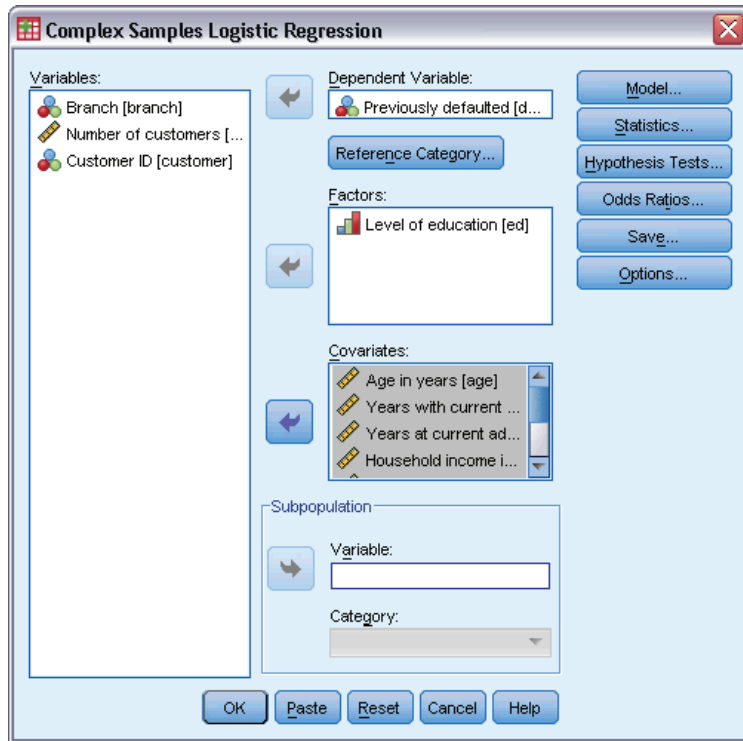 Complex Samples Logistic Regression
Variables:
Branch [branch]
Number of customers [...
Customer ID [customer]
Dependent Variable:
Previously defaulted [d...
Reference Category...
Factors:
Level of education [ed]
Covariates:
Age in years [age]
Years with current ...
Years at current ad...
Household income i...
Subpopulation
Variable:
Category:
Model...
Statistics...
Hypothesis Tests...
Odds Ratios...
Save...
Options...
OK
Paste
Reset
Cancel
Help